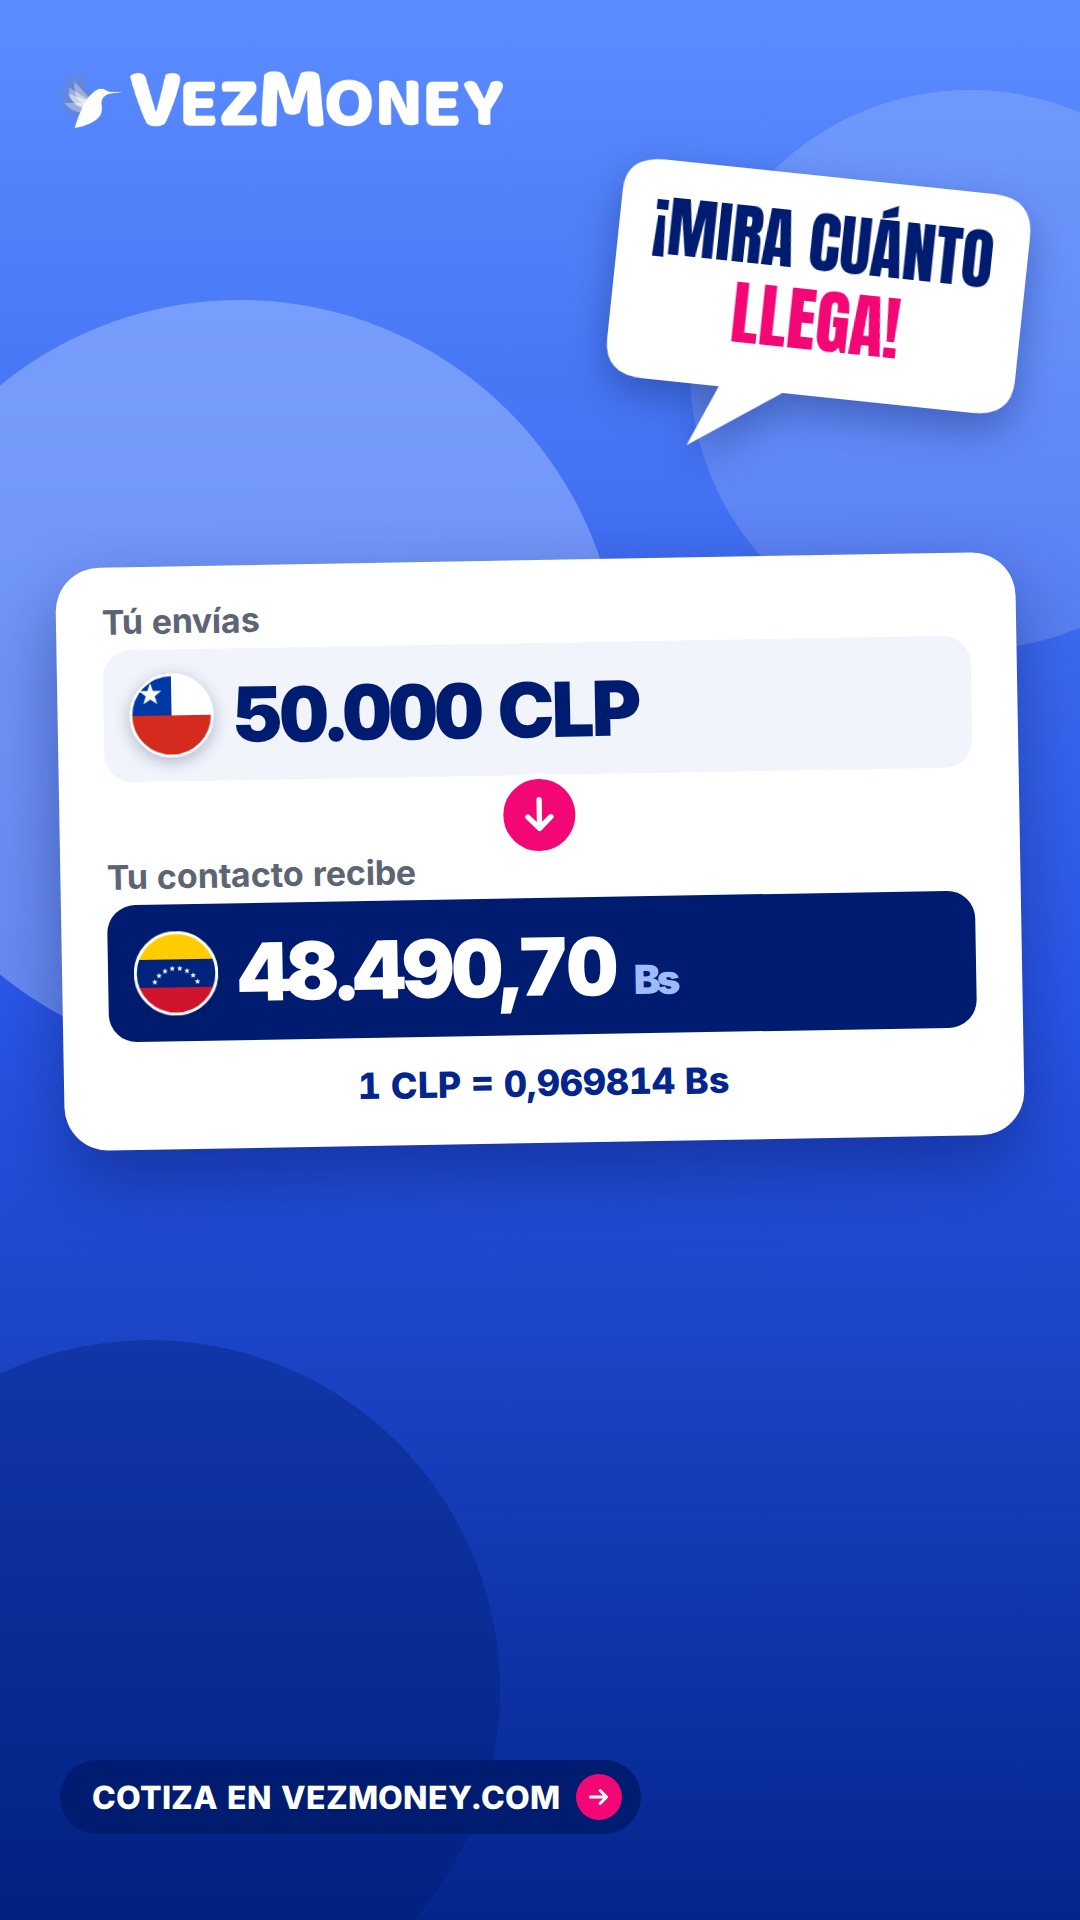 VEZMONEY
¡MIRA CUÁNTO
LLEGA!
Tú envías
50.000 CLP
Tu contacto recibe
48.490,70 Bs
1 CLP = 0,969814 Bs
COTIZA EN VEZMONEY.COM